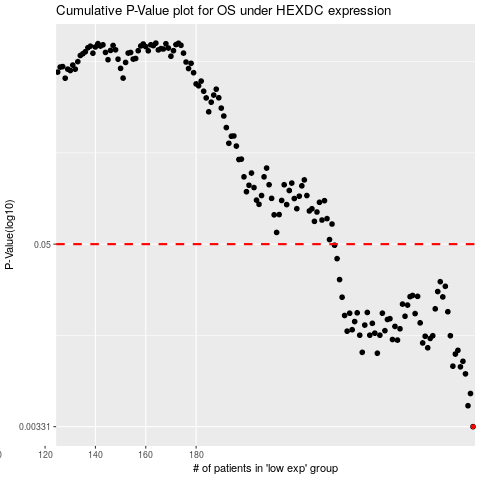 Cumulative P-Value plot for OS under HEXDC expression
P-Value(log10)
0.05
0.00331
0
120
140
160
180
# of patients in 'low exp' group